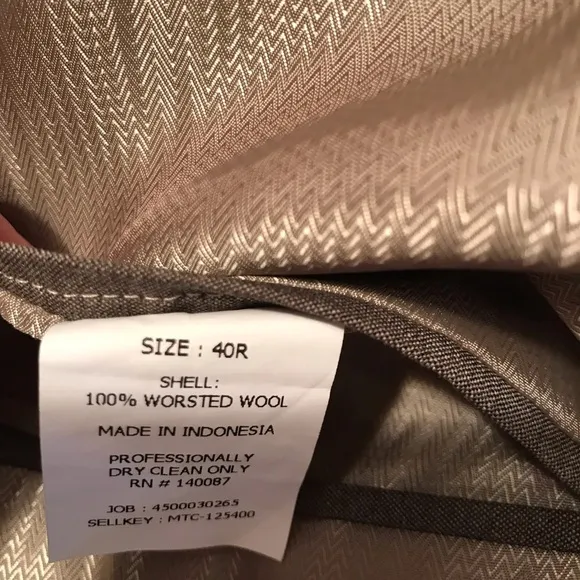 SIZE : 40R
SHELL:
100% WORSTED WOOL
MADE IN INDONESIA
PROFESSIONALLY
DRY CLEAN ONLY
RN # 140087
JOB : 4500030265
SELLKEY : MTC-125400